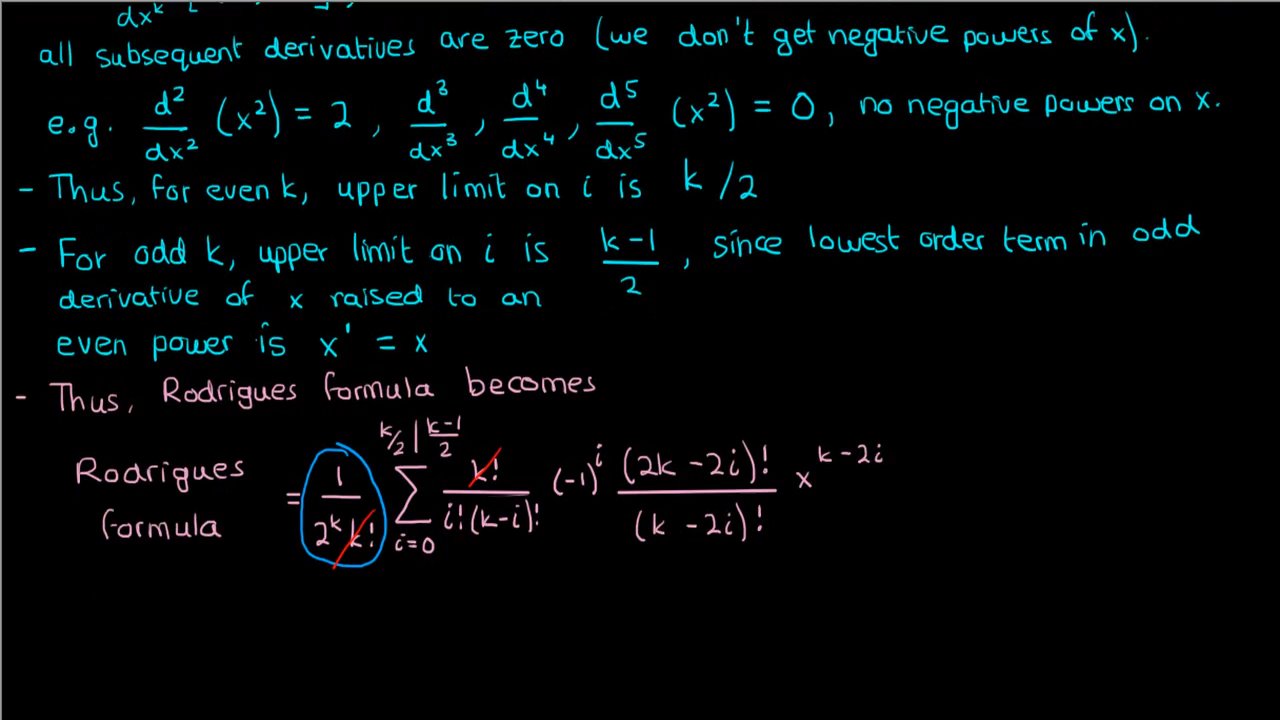 d/dx^k
all subsequent derivatives are zero (we don't get negative powers of x).
e.g. d²/dx² (x²) = 2, d³/dx³, d⁴/dx⁴, d⁵/dx⁵ (x²) = 0, no negative powers on x.
- Thus, for even k, upper limit on i is k/2
- For odd k, upper limit on i is (k-1)/2, since lowest order term in odd
derivative of x raised to an
even power is x' = x
- Thus, Rodrigues formula becomes
Rodrigues formula = 1/(2^k k!) ∑_{i=0}^{k/2 | (k-1)/2} k!/(i!(k-i)!) (-1)^i (2k-2i)!/(k-2i)! x^{k-2i}